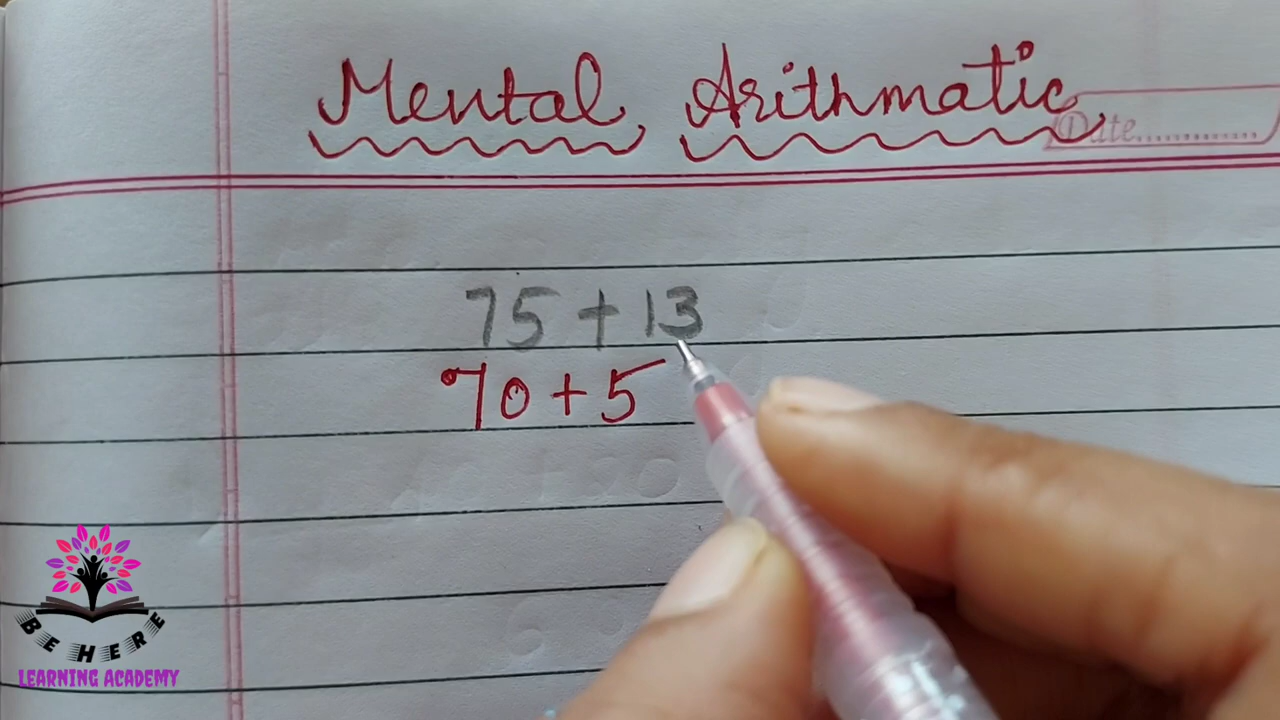 Mental Arithmatic
Date............
75 + 13
70 + 5
BE HERE
LEARNING ACADEMY